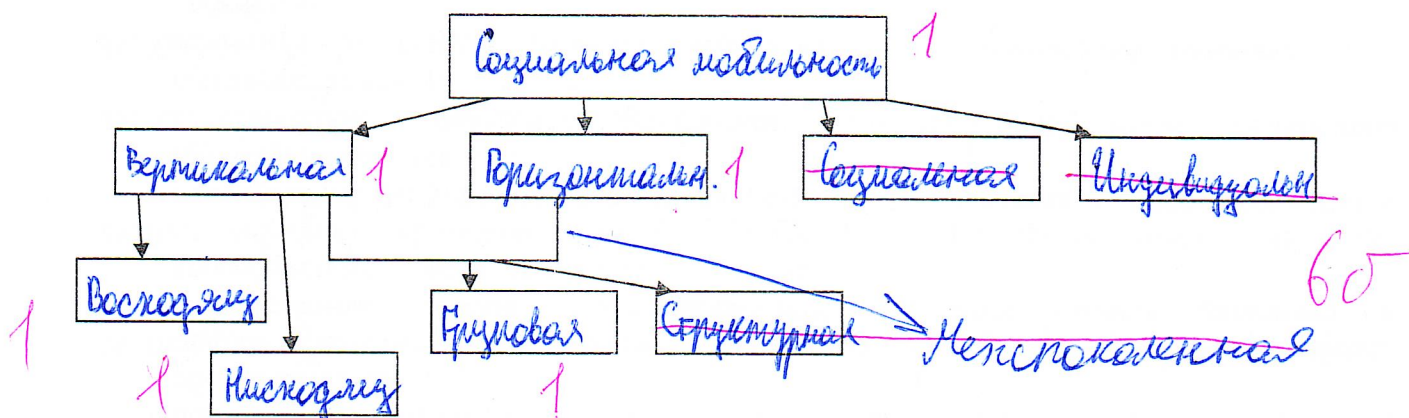 Социальная мобильность 1
Вертикальная 1 Горизонтальн. 1 Социальная Индивидуальн
6б
Восходящ 1
Групповая 1 Структурная Межпоколенная
Нисходящ 1